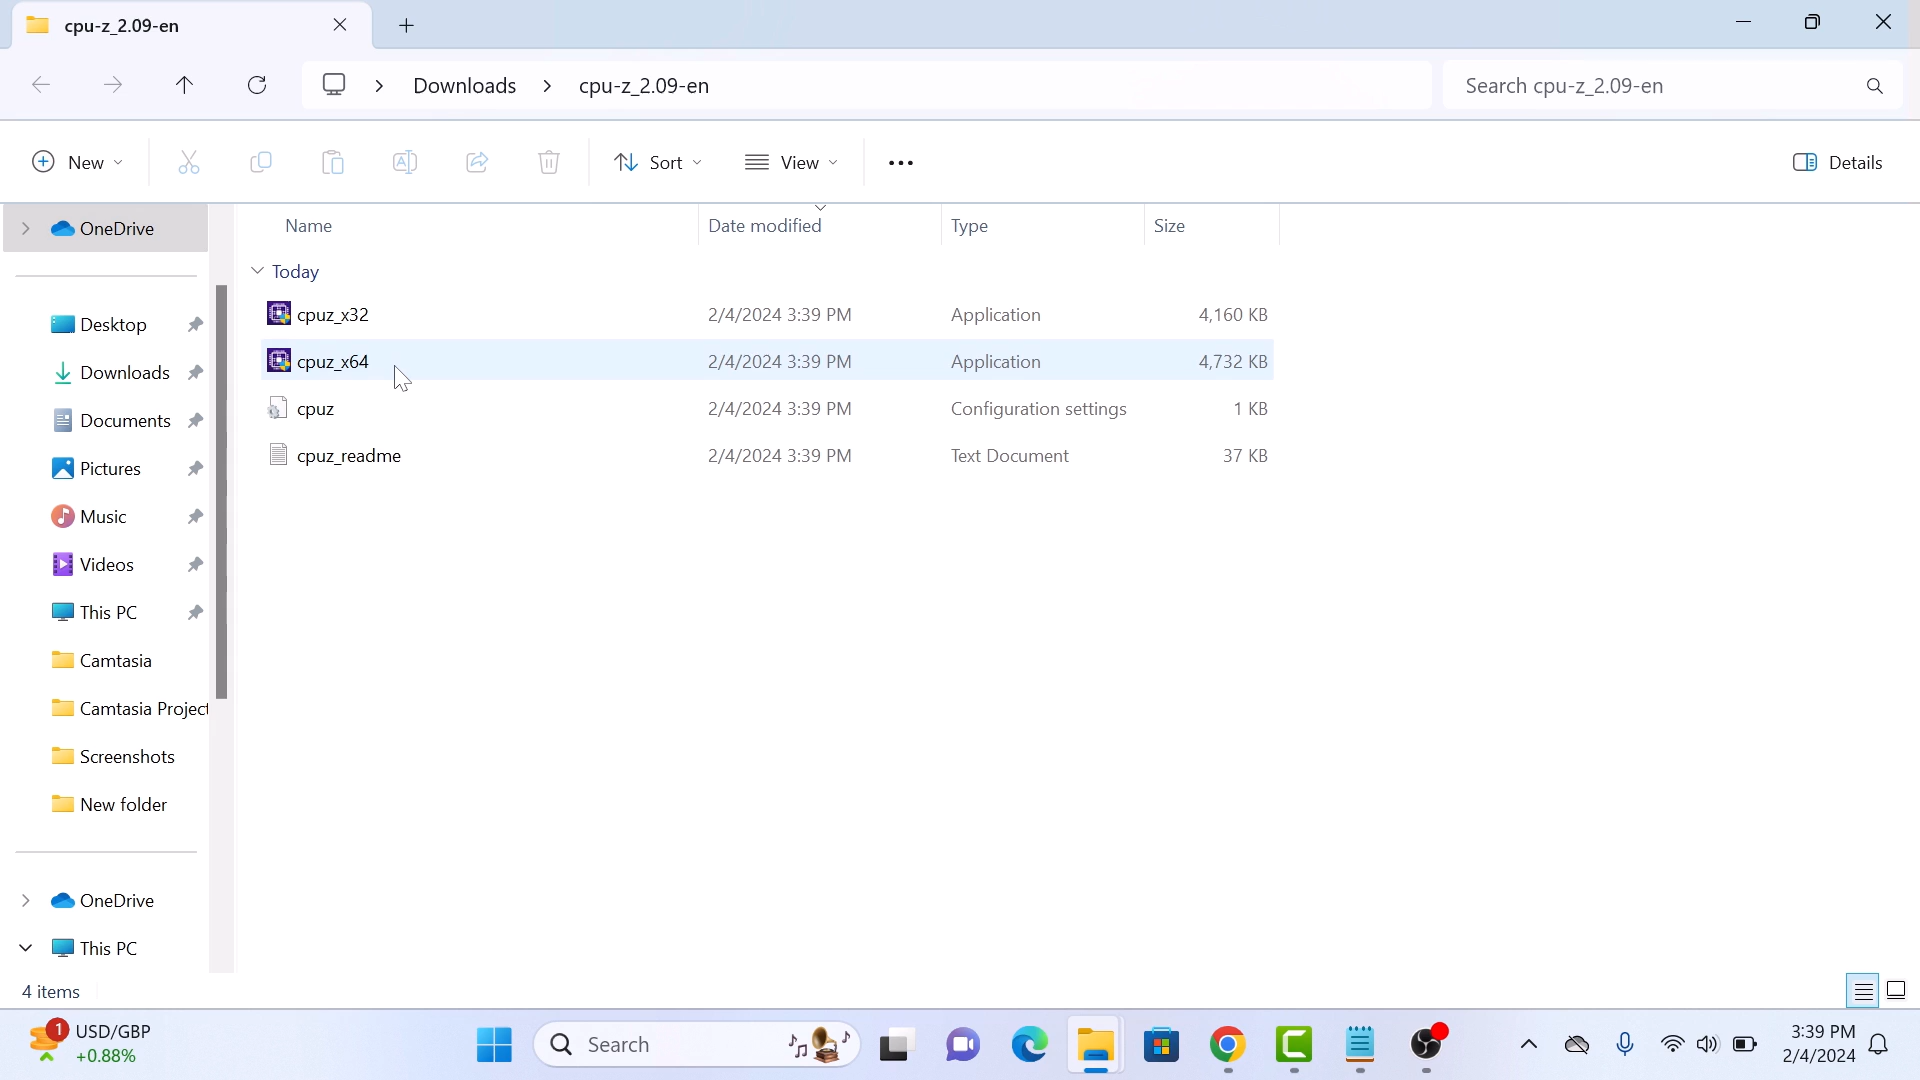 cpu-z_2.09-en
Downloads
cpu-z_2.09-en
Search cpu-z_2.09-en
New
Sort
View
Details
Name
Date modified
Type
Size
Today
cpuz_x32 2/4/2024 3:39 PM Application 4,160 KB
cpuz_x64 2/4/2024 3:39 PM Application 4,732 KB
cpuz 2/4/2024 3:39 PM Configuration settings 1 KB
cpuz_readme 2/4/2024 3:39 PM Text Document 37 KB
OneDrive
Desktop
Downloads
Documents
Pictures
Music
Videos
This PC
Camtasia
Camtasia Project
Screenshots
New folder
OneDrive
This PC
4 items
1
USD/GBP
+0.88%
Search
3:39 PM
2/4/2024